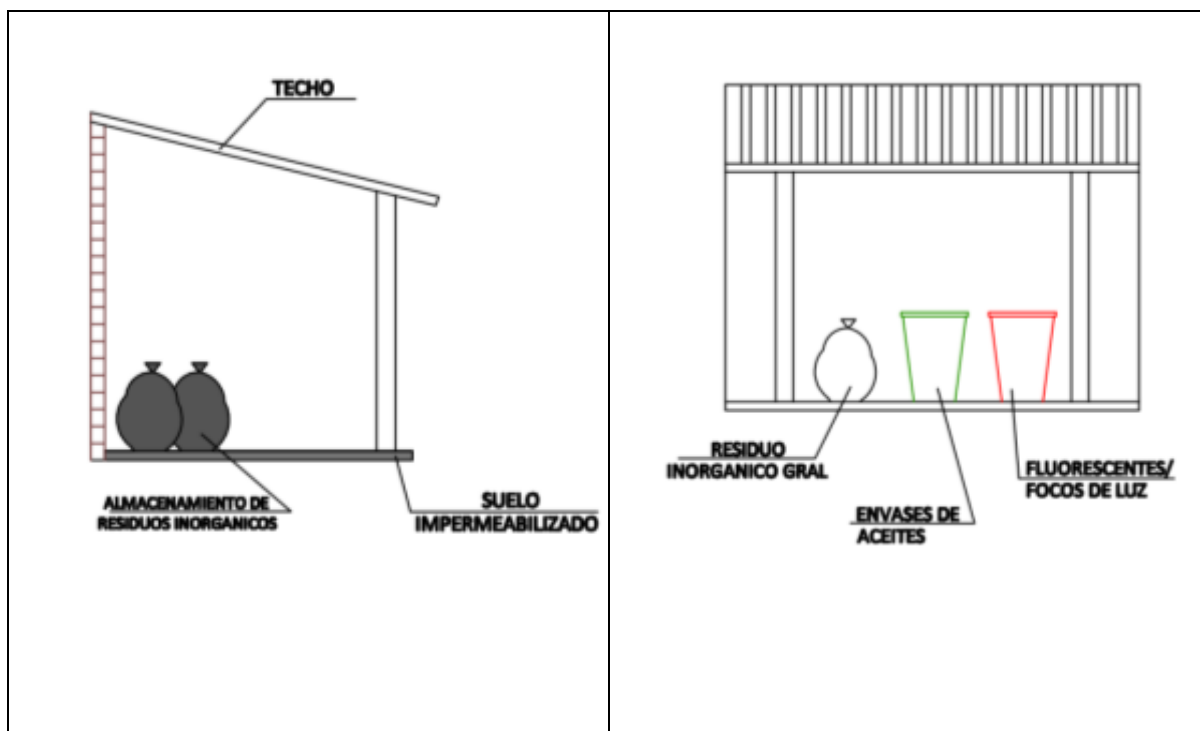 TECHO
ALMACENAMIENTO DE
RESIDUOS INORGANICOS
SUELO
IMPERMEABILIZADO
RESIDUO
INORGANICO GRAL
ENVASES DE
ACEITES
FLUORESCENTES/
FOCOS DE LUZ